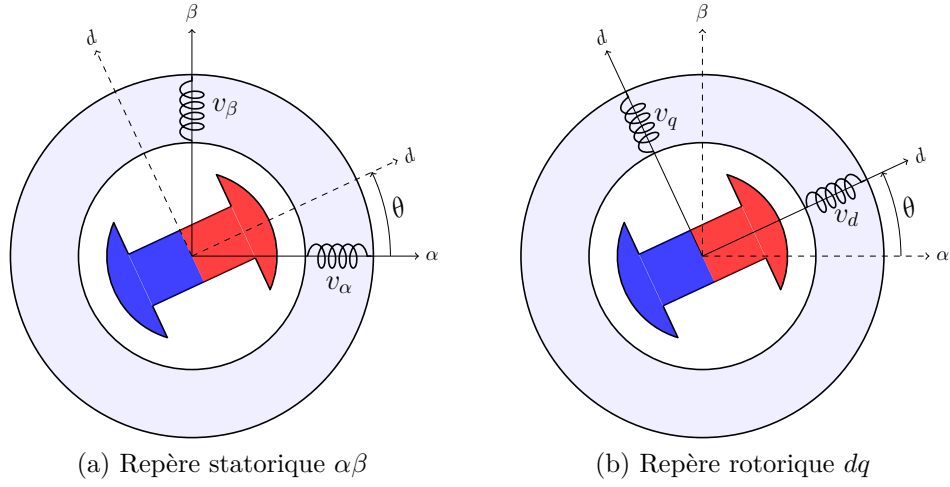 β
d
v_β
d
θ
α
v_α
(a) Repère statorique αβ
β
d
v_q
d
θ
v_d
α
(b) Repère rotorique dq